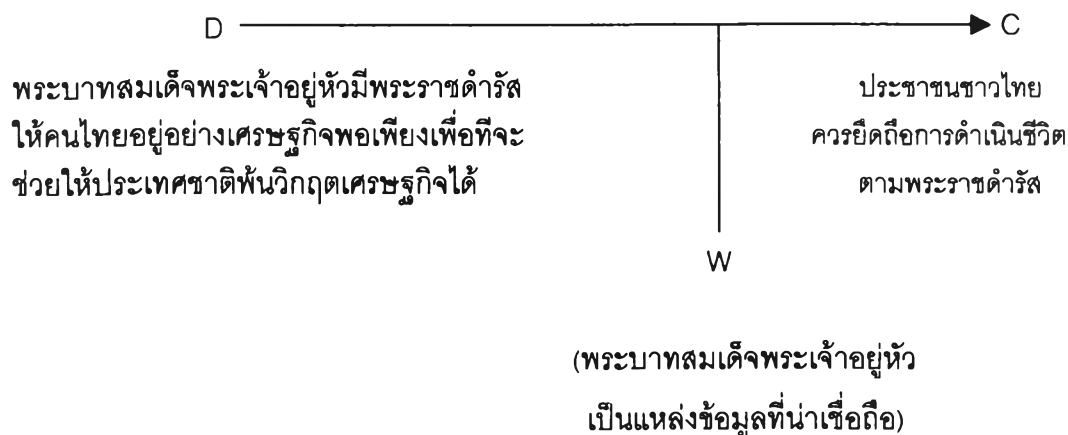 D C
พระบาทสมเด็จพระเจ้าอยู่หัวมีพระราชดำรัส
ให้คนไทยอยู่อย่างเศรษฐกิจพอเพียงเพื่อที่จะ
ช่วยให้ประเทศชาติพ้นวิกฤตเศรษฐกิจได้
ประชาชนชาวไทย
ควรยึดถือการดำเนินชีวิต
ตามพระราชดำรัส
W
(พระบาทสมเด็จพระเจ้าอยู่หัว
เป็นแหล่งข้อมูลที่น่าเชื่อถือ)